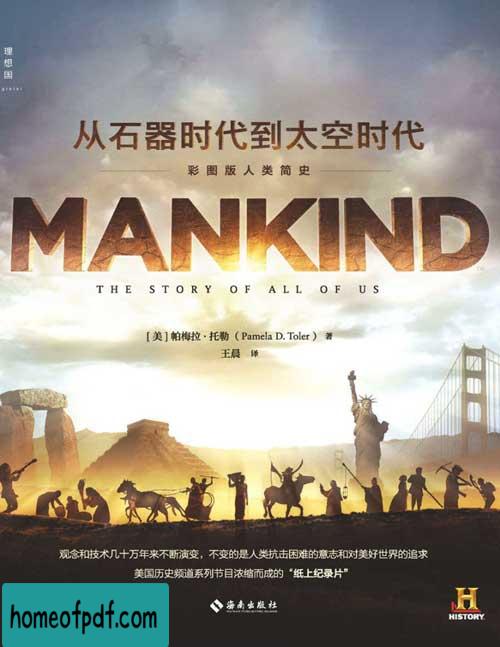 理想国
从石器时代到太空时代
彩图版人类简史
MANKIND
THE STORY OF ALL OF US
[美]帕梅拉·托勒（Pamela D. Toler）著
王晨 译
观念和技术几十万年来不断演变，不变的是人类抗击困难的意志和对美好世界的追求
美国历史频道系列节目浓缩而成的“纸上纪录片”
海南出版社
H
HISTORY
homeofpdf.com